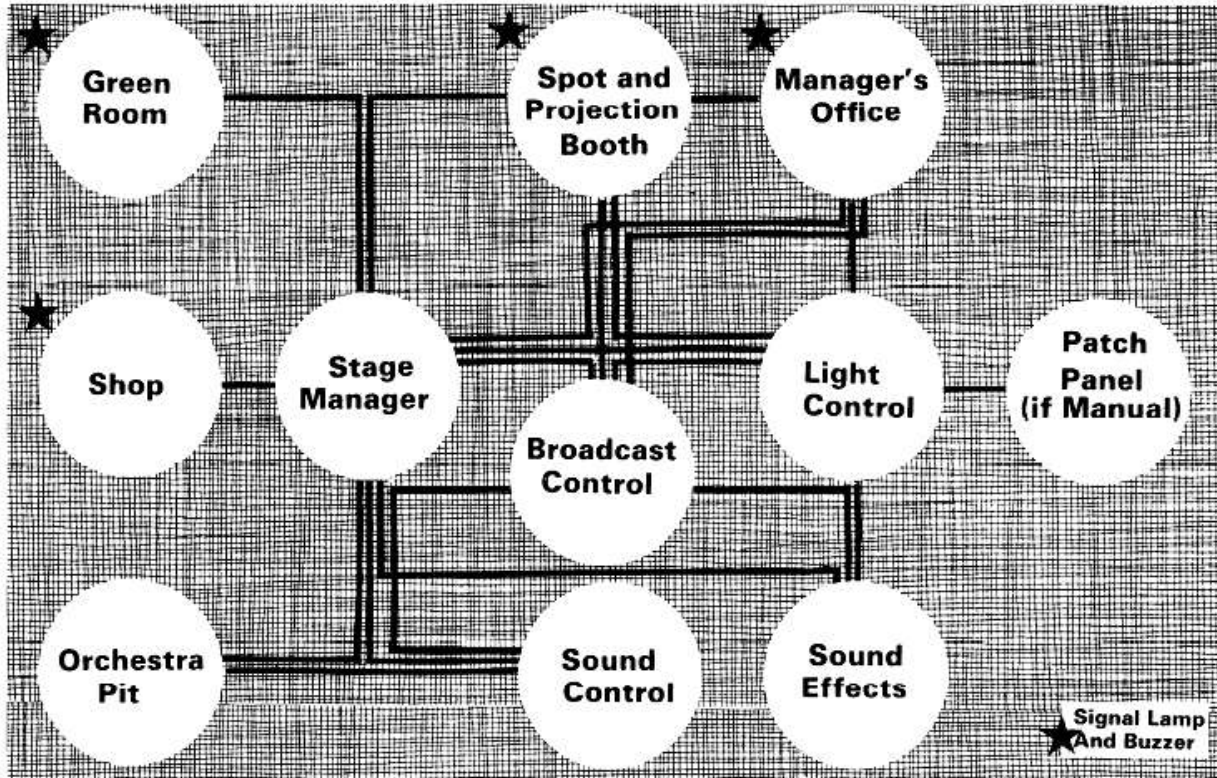 Green
Room
Spot and
Projection
Booth
Manager's
Office
Shop
Stage
Manager
Broadcast
Control
Light
Control
Patch
Panel
(if Manual)
Orchestra
Pit
Sound
Control
Sound
Effects
Signal Lamp
And Buzzer